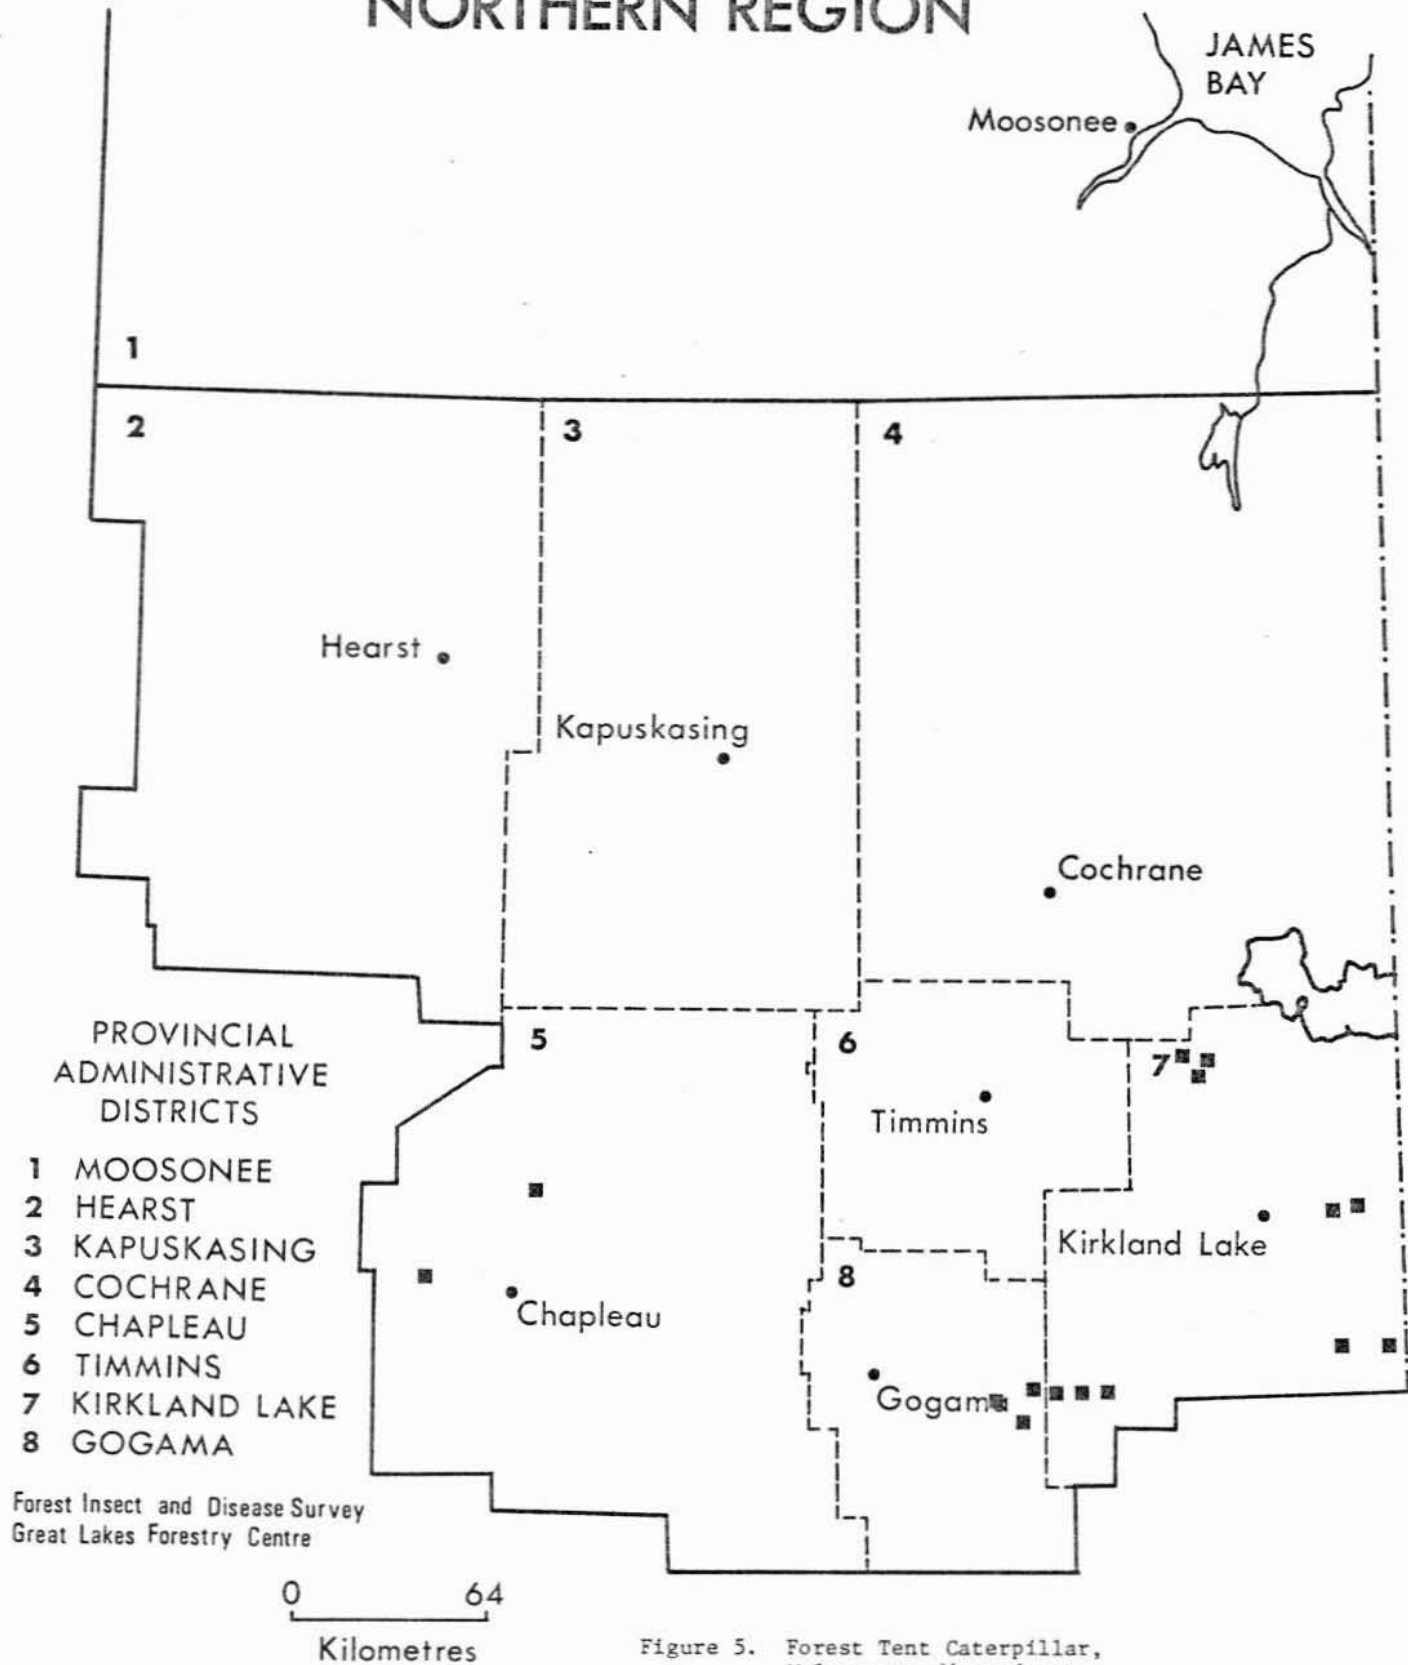 NORTHERN REGION
JAMES
BAY
Moosonee
1
2
3
4
Hearst
Kapuskasing
Cochrane
5
6
7
Timmins
Kirkland Lake
8
Chapleau
Gogam
PROVINCIAL
ADMINISTRATIVE
DISTRICTS
1 MOOSONEE
2 HEARST
3 KAPUSKASING
4 COCHRANE
5 CHAPLEAU
6 TIMMINS
7 KIRKLAND LAKE
8 GOGAMA
Forest Insect and Disease Survey
Great Lakes Forestry Centre
0 64
Kilometres
Figure 5. Forest Tent Caterpillar,